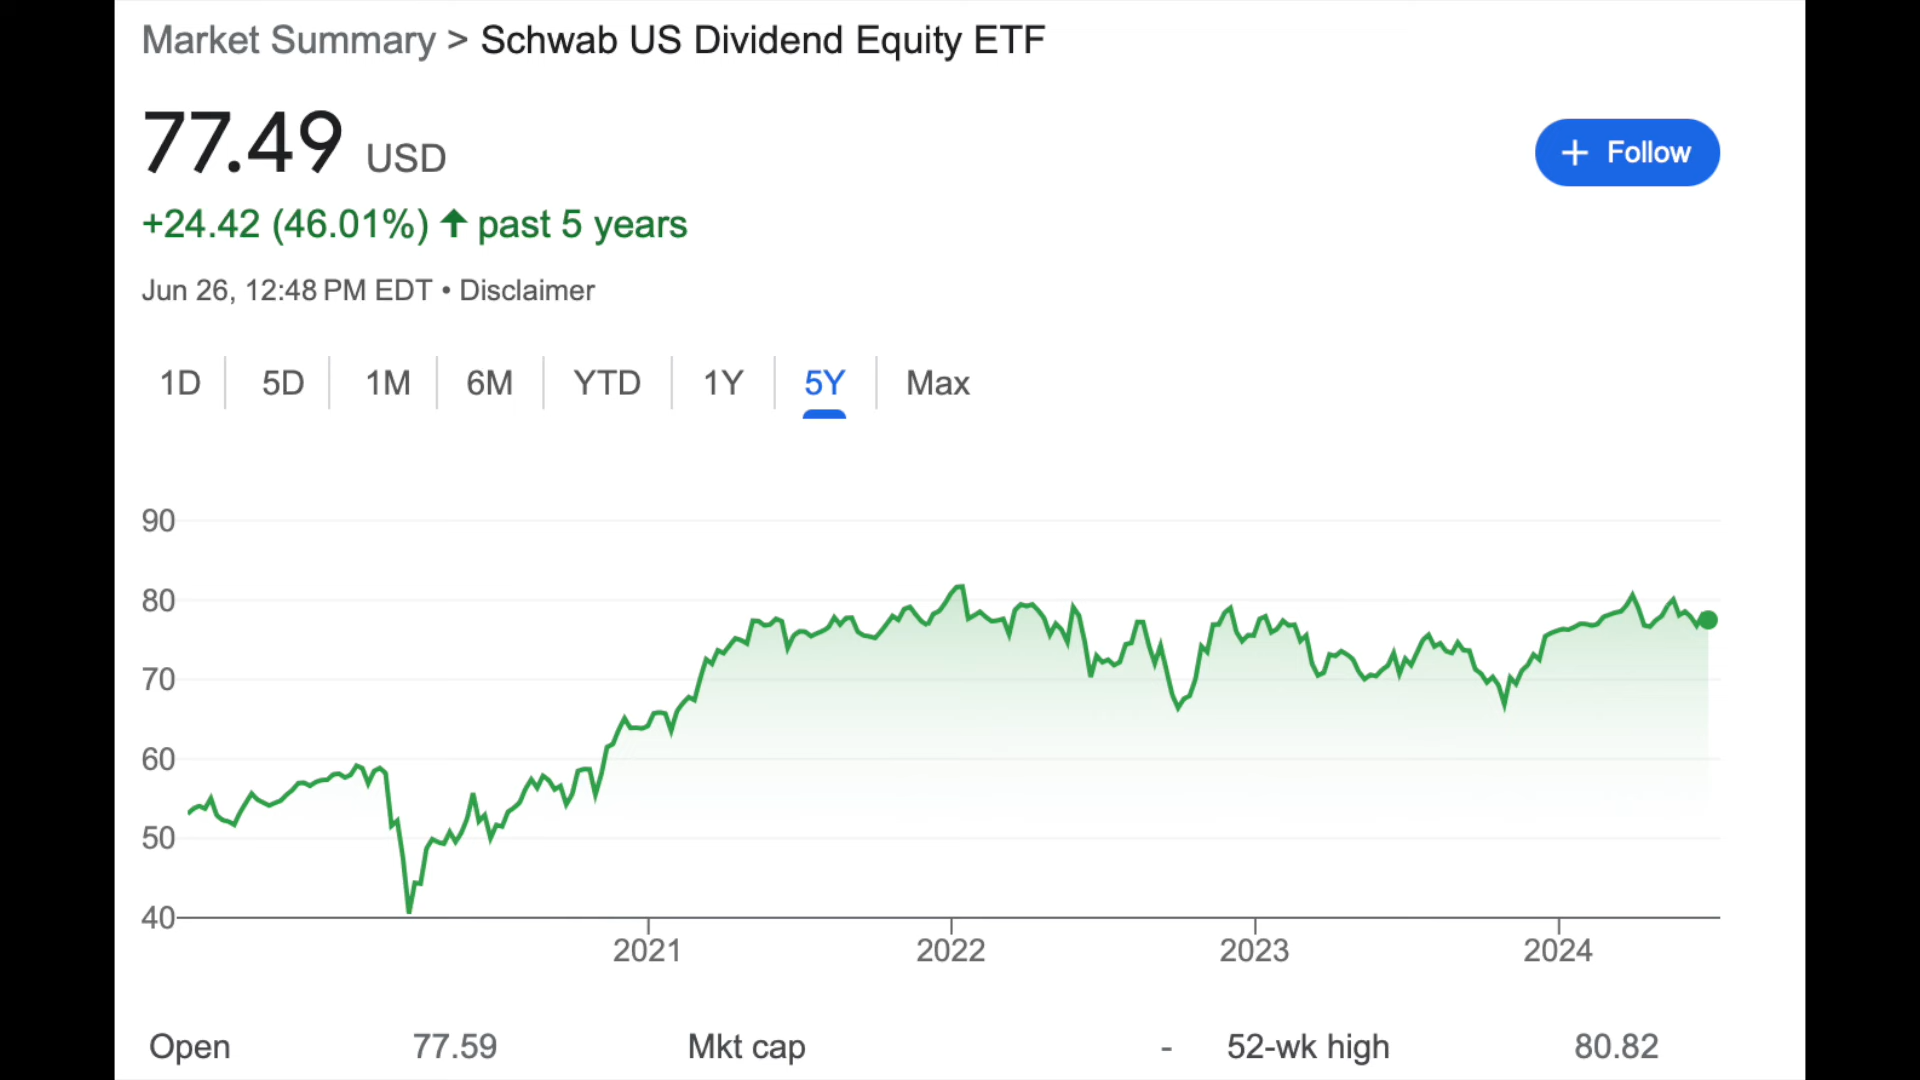 Market Summary > Schwab US Dividend Equity ETF
77.49 USD
+ Follow
+24.42 (46.01%) ↑ past 5 years
Jun 26, 12:48 PM EDT • Disclaimer
1D 5D 1M 6M YTD 1Y 5Y Max
90
80
70
60
50
40
2021 2022 2023 2024
Open 77.59 Mkt cap - 52-wk high 80.82